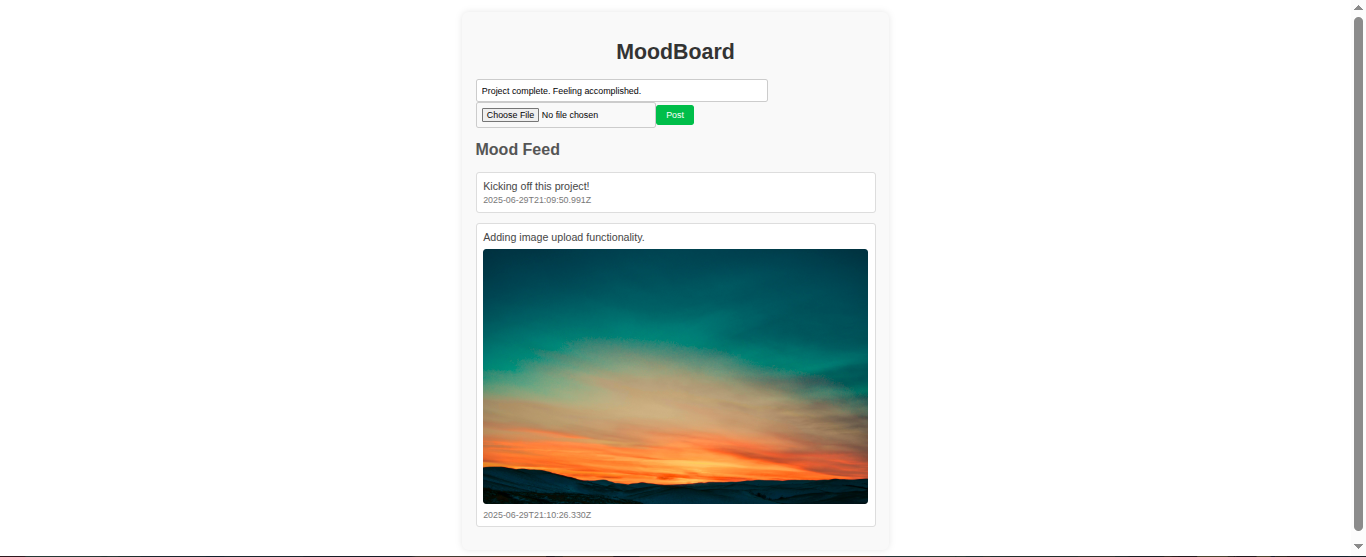 MoodBoard
Project complete. Feeling accomplished.
Choose File No file chosen Post
Mood Feed
Kicking off this project!
2025-06-29T21:09:50.991Z
Adding image upload functionality.
2025-06-29T21:10:26.330Z